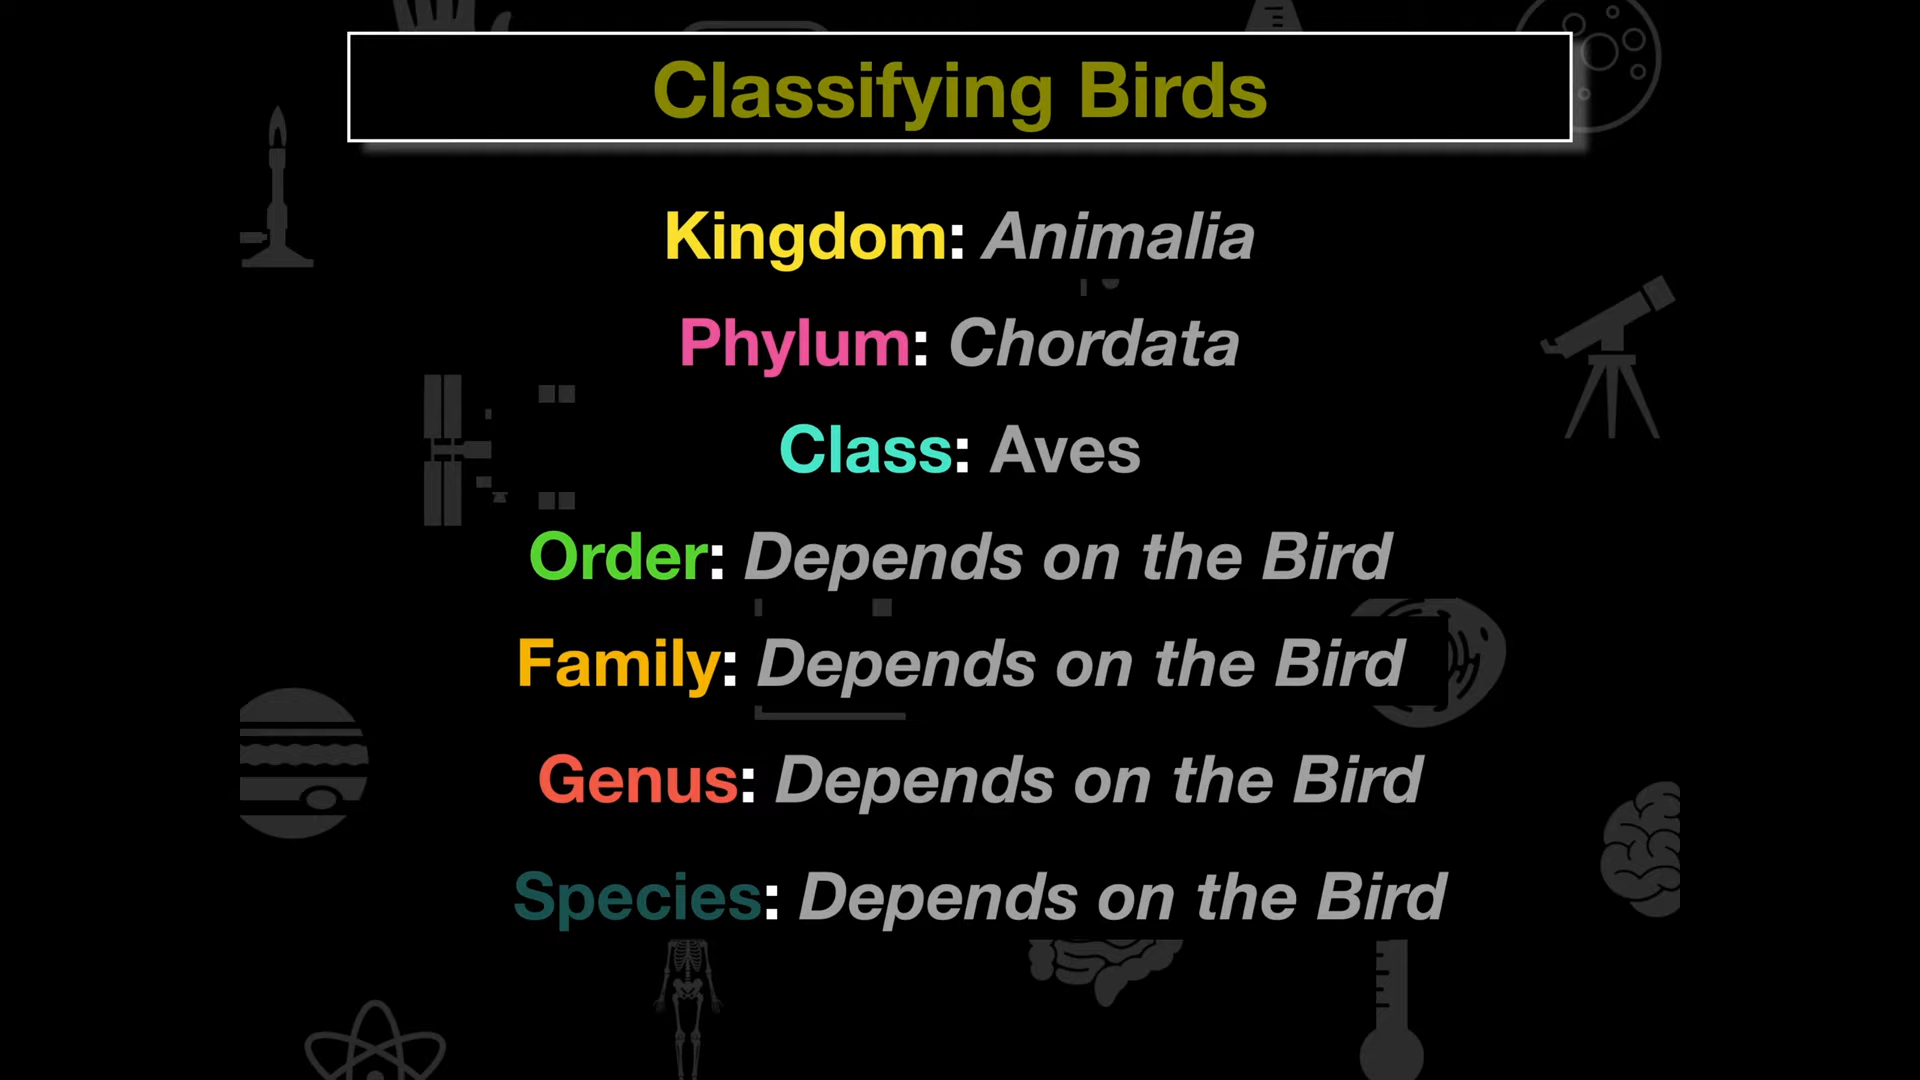 Classifying Birds
Kingdom: Animalia
Phylum: Chordata
Class: Aves
Order: Depends on the Bird
Family: Depends on the Bird
Genus: Depends on the Bird
Species: Depends on the Bird